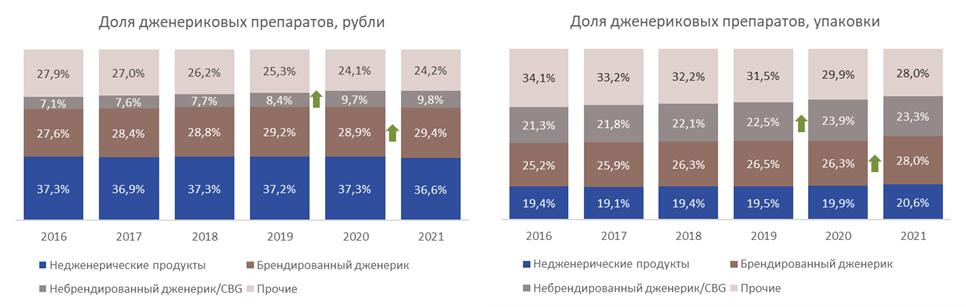 Доля дженериковых препаратов, рубли
27,9% 27,0% 26,2% 25,3% 24,1% 24,2%
7,1% 7,6% 7,7% 8,4% 9,7% 9,8%
27,6% 28,4% 28,8% 29,2% 28,9% 29,4%
37,3% 36,9% 37,3% 37,2% 37,3% 36,6%
2016 2017 2018 2019 2020 2021
Недженерические продукты Брендированный дженерик
Небрендированный дженерик/CBG Прочие
Доля дженериковых препаратов, упаковки
34,1% 33,2% 32,2% 31,5% 29,9% 28,0%
21,3% 21,8% 22,1% 22,5% 23,9% 23,3%
25,2% 25,9% 26,3% 26,5% 26,3% 28,0%
19,4% 19,1% 19,4% 19,5% 19,9% 20,6%
2016 2017 2018 2019 2020 2021
Недженерические продукты Брендированный дженерик
Небрендированный дженерик/CBG Прочие